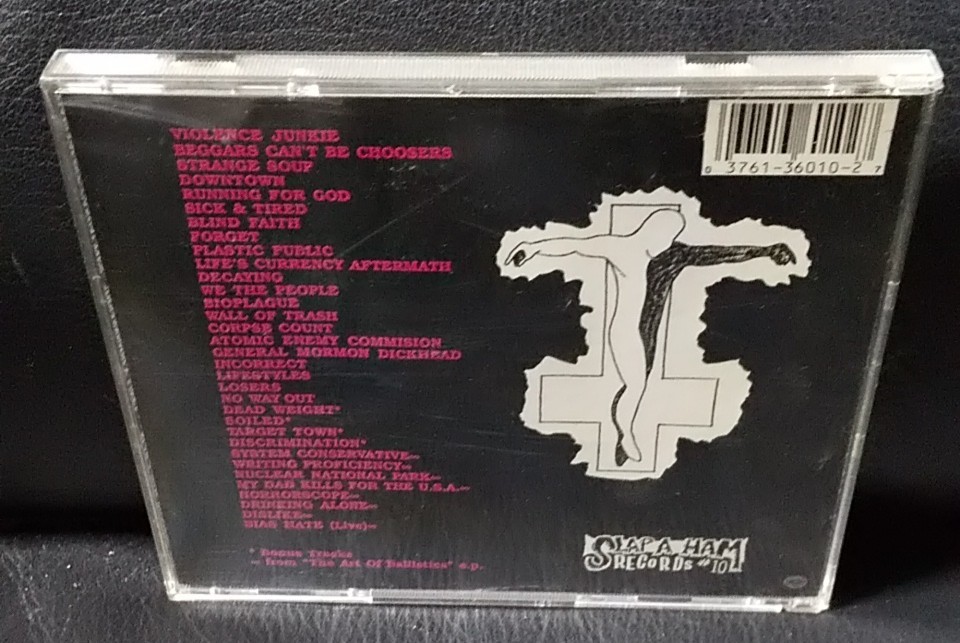 VIOLENCE JUNKIE
BEGGARS CAN'T BE CHOOSERS
STRANGE SOUP
DOWNTOWN
RUNNING FOR GOD
SICK & TIRED
BLIND FAITH
FORGET
PLASTIC PUBLIC
LIFE'S CURRENCY AFTERMATH
DECAYING
WE THE PEOPLE
BIOPLAGUE
WALL OF TRASH
CORPSE COUNT
ATOMIC ENEMY COMMISION
GENERAL MORMON DICKHEAD
INCORRECT
LIFESTYLES
LOSERS
NO WAY OUT
DEAD WEIGHT*
SOILED*
TARGET TOWN*
DISCRIMINATION*
SYSTEM CONSERVATIVE~
WRITING PROFICIENCY~
NUCLEAR NATIONAL PARK~
MY DAD KILLS FOR THE U.S.A.~
HORRORSCOPE~
DRINKING ALONE~
DISLIKE~
BIAS HATE (Live)~
* Bonus Tracks
~ from "The Art Of Ballistics" e.p.
0 3761-36010-2 7
SLAP A HAM
RECORDS #10